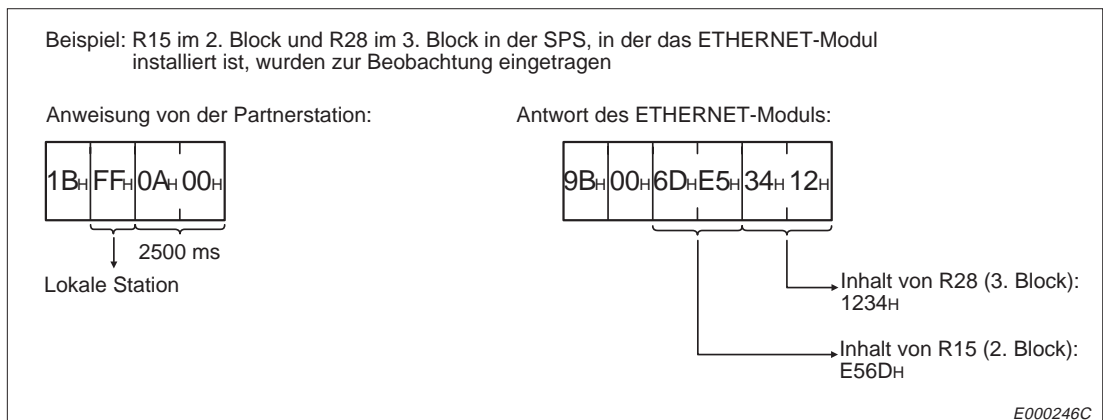 Beispiel: R15 im 2. Block und R28 im 3. Block in der SPS, in der das ETHERNET-Modul
installiert ist, wurden zur Beobachtung eingetragen
Anweisung von der Partnerstation:
1BH FFH 0AH 00H
2500 ms
Lokale Station
Antwort des ETHERNET-Moduls:
9BH 00H 6DH E5H 34H 12H
Inhalt von R28 (3. Block):
1234H
Inhalt von R15 (2. Block):
E56DH
E000246C